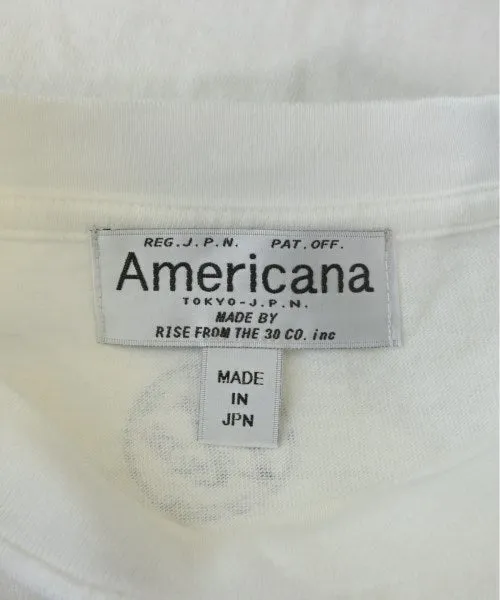 REG.J.P.N. PAT.OFF.
Americana
TOKYO-J.P.N.
MADE BY
RISE FROM THE 30 CO. inc
MADE
IN
JPN